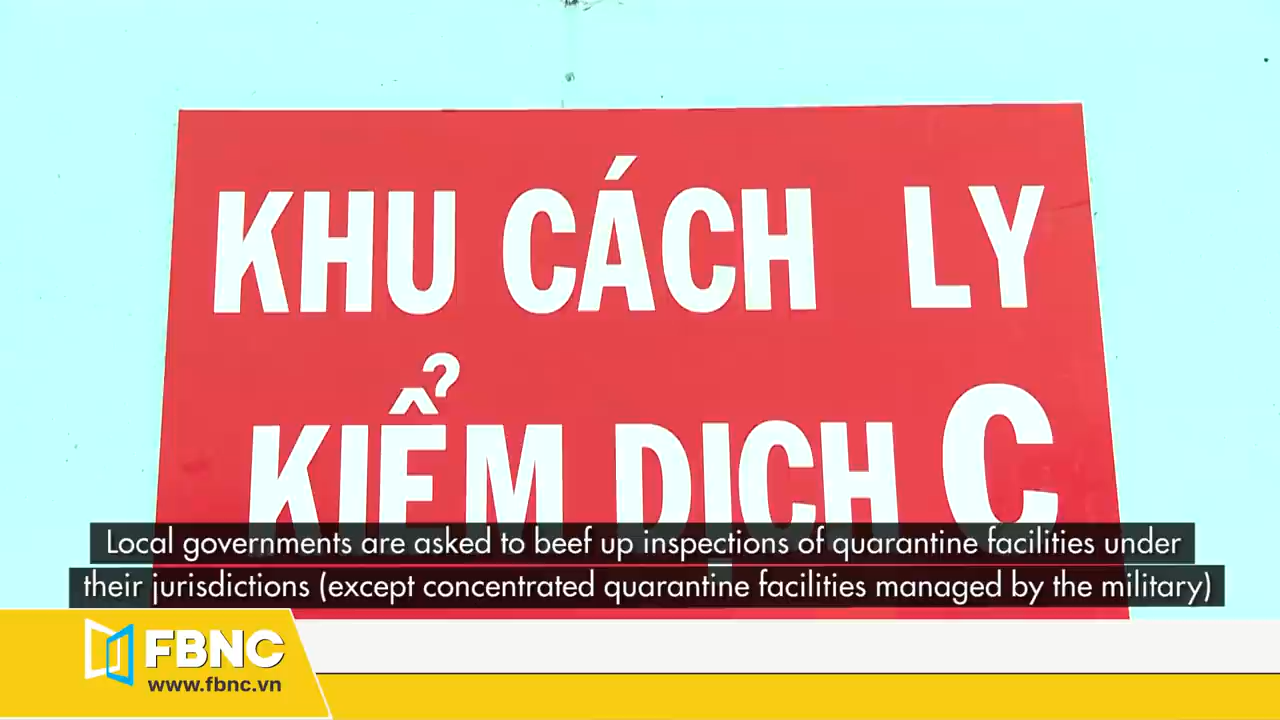 KHU CÁCH LY
KIỂM DỊCH C
Local governments are asked to beef up inspections of quarantine facilities under
their jurisdictions (except concentrated quarantine facilities managed by the military)
FBNC
www.fbnc.vn